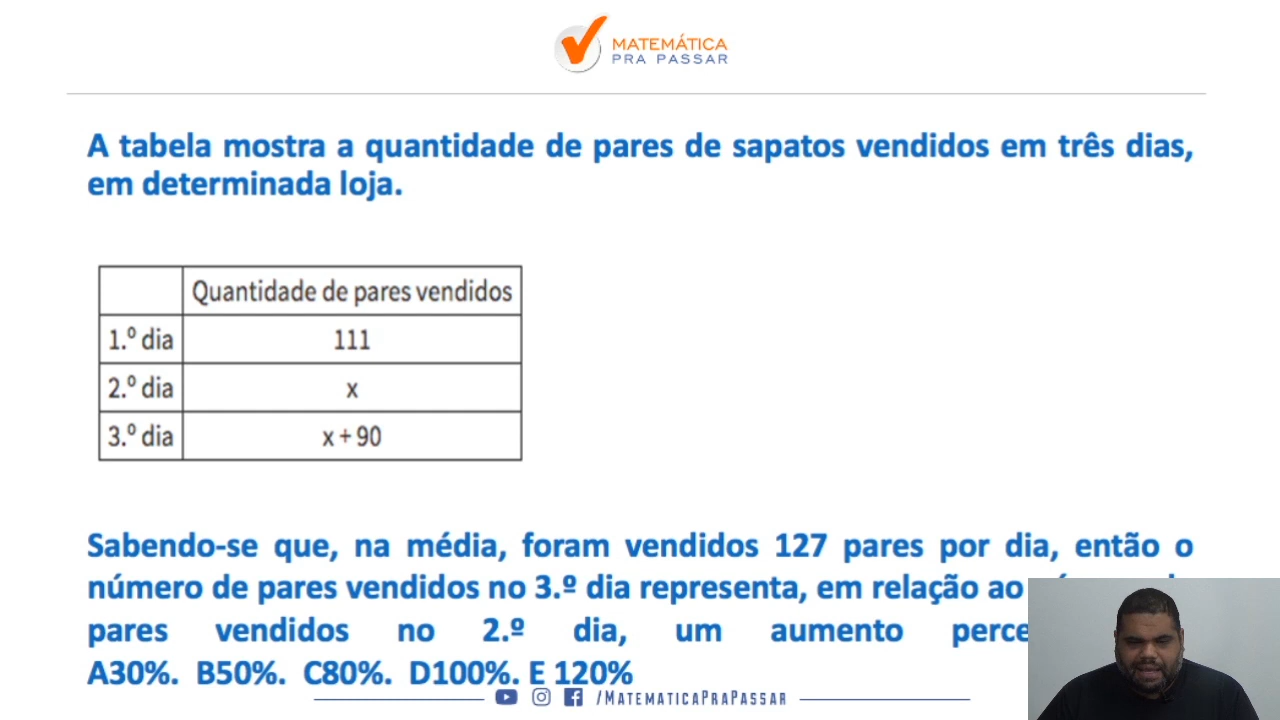 MATEMÁTICA
PRA PASSAR
A tabela mostra a quantidade de pares de sapatos vendidos em três dias,
em determinada loja.
Quantidade de pares vendidos
1.º dia 111
2.º dia x
3.º dia x + 90
Sabendo-se que, na média, foram vendidos 127 pares por dia, então o
número de pares vendidos no 3.º dia representa, em relação ao
pares vendidos no 2.º dia, um aumento
A30%. B50%. C80%. D100%. E 120%
/MATEMATICAPRAPASSAR